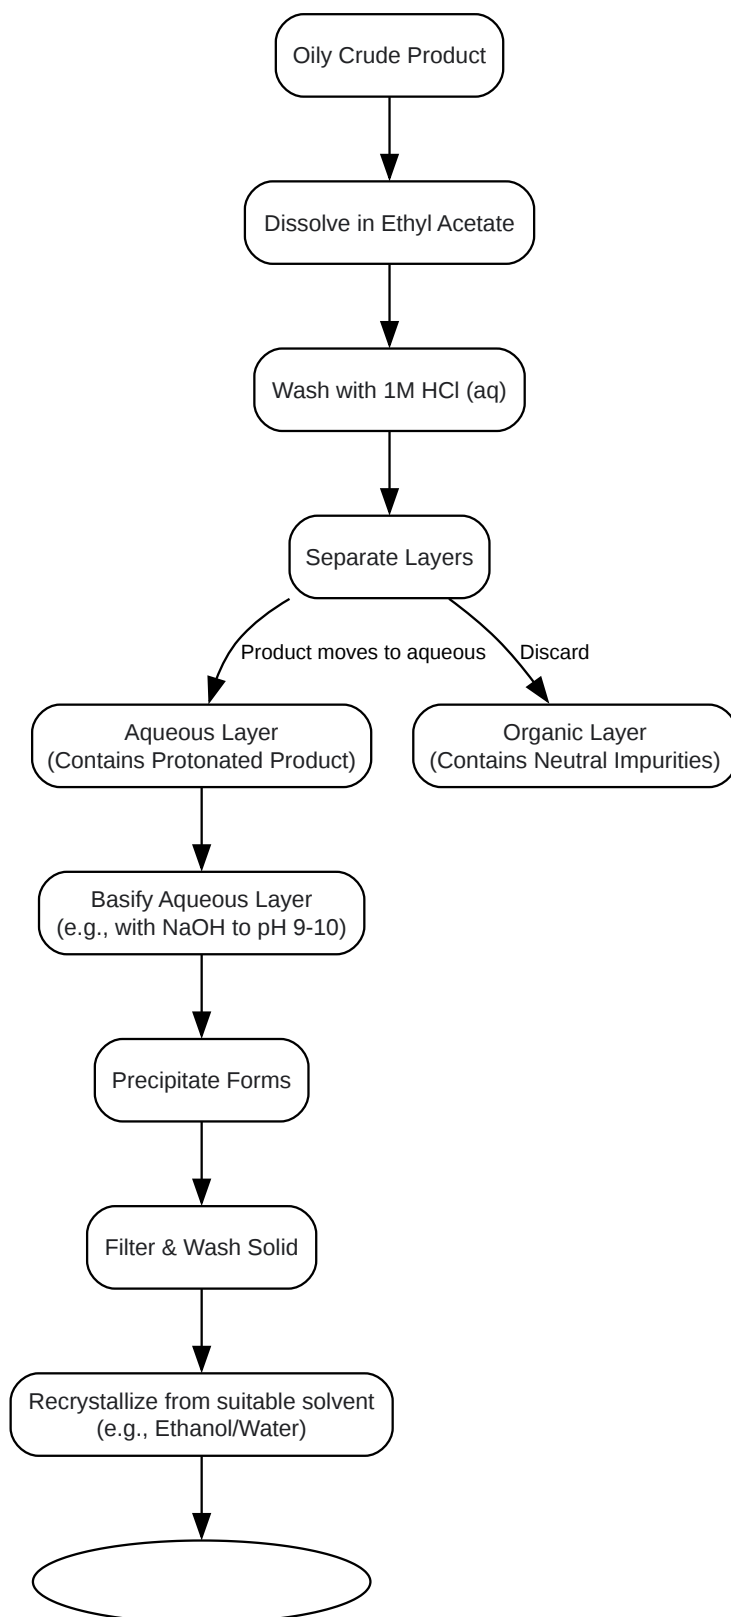 Oily Crude Product
Dissolve in Ethyl Acetate
Wash with 1M HCl (aq)
Separate Layers
Product moves to aqueous
Discard
Aqueous Layer
(Contains Protonated Product)
Organic Layer
(Contains Neutral Impurities)
Basify Aqueous Layer
(e.g., with NaOH to pH 9-10)
Precipitate Forms
Filter & Wash Solid
Recrystallize from suitable solvent
(e.g., Ethanol/Water)